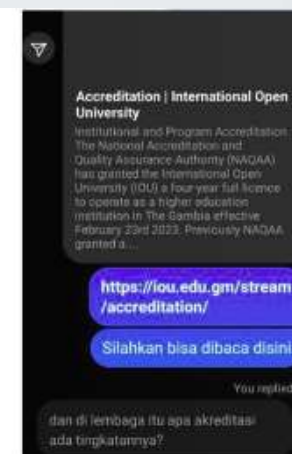 Accreditation | International Open
University
Institutional and Program Accreditation
The National Accreditation and
Quality Assurance Authority (NAQAA)
has granted the International Open
University (IOU) a four-year full licence
to operate as a higher education
institution in The Gambia effective
February 23rd 2023. Previously NAQAA
granted a....
https://iou.edu.gm/stream
/accreditation/
Silahkan bisa dibaca disini
You replied
dan di lembaga itu apa akreditasi
ada tingkatannya?